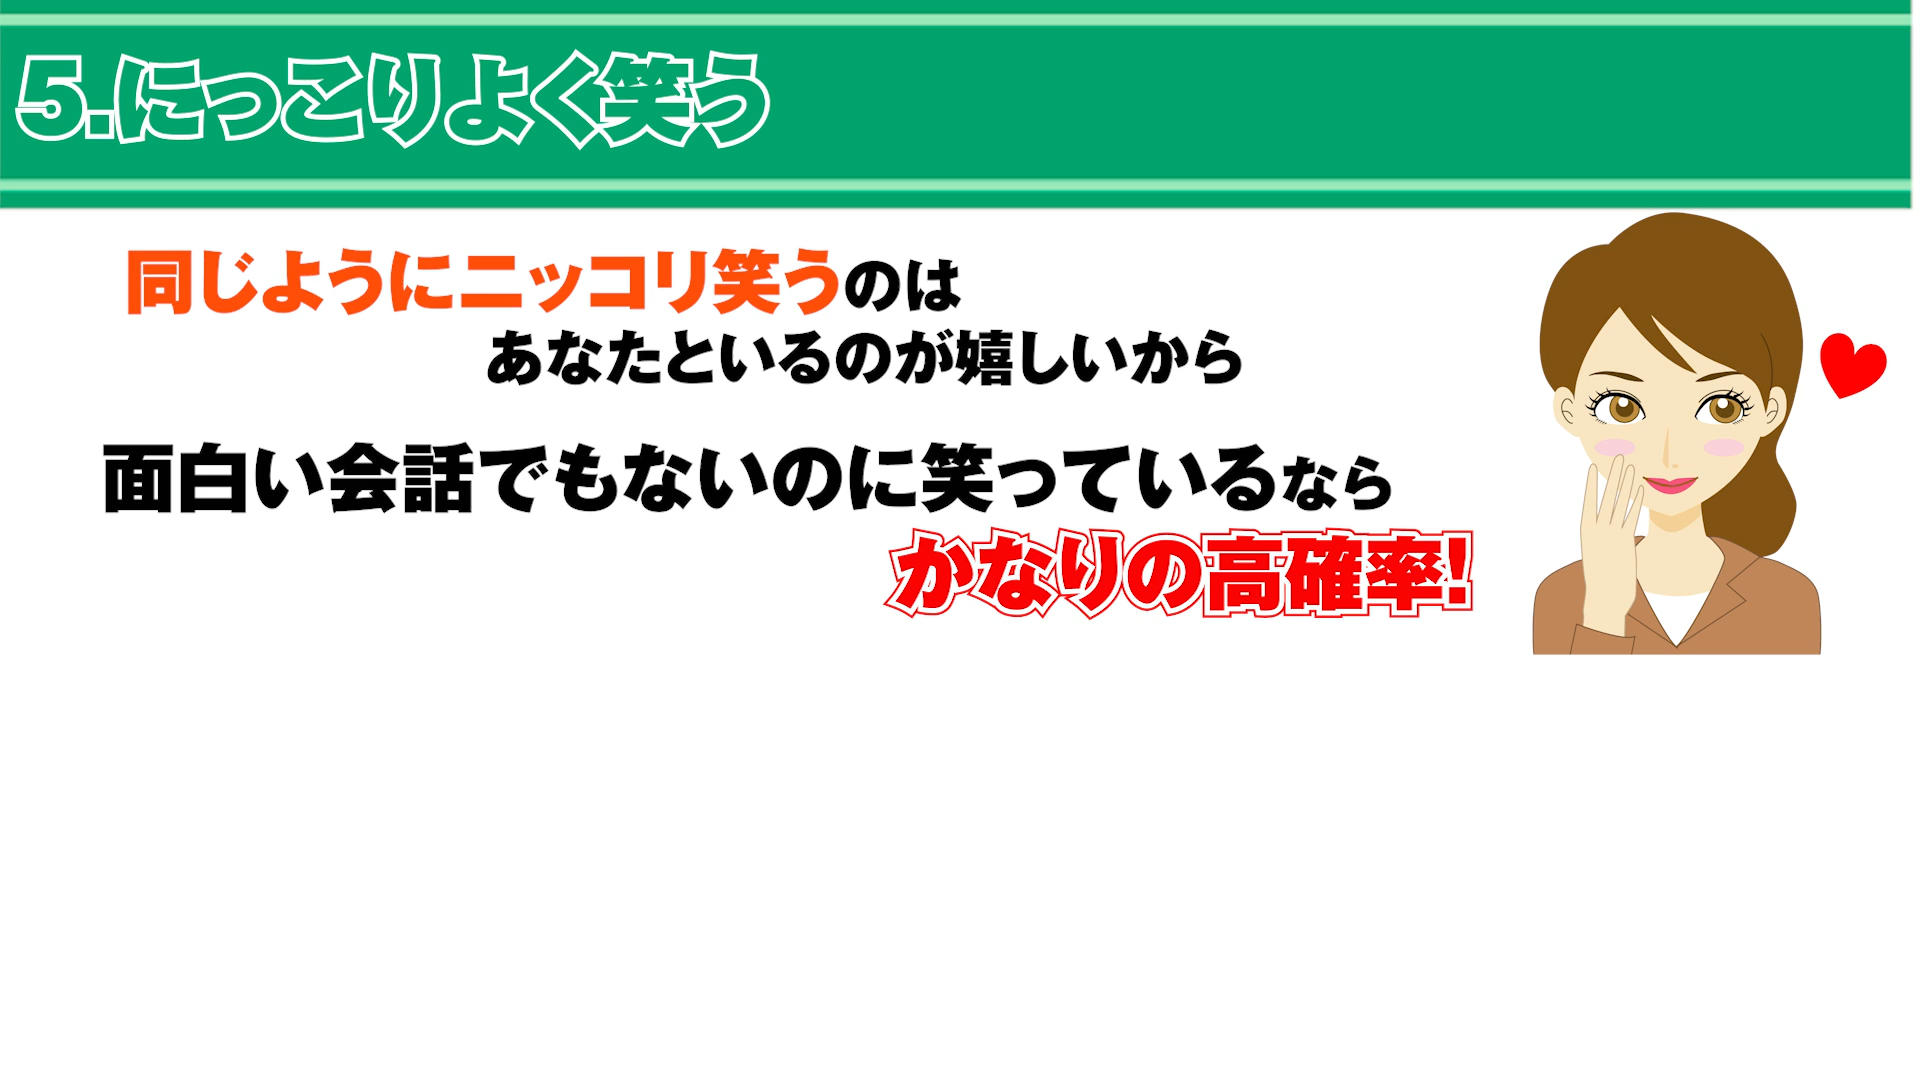 5.にっこりよく笑う
同じようにニッコリ笑うのは
あなたといるのが嬉しいから
面白い会話でもないのに笑っているなら
かなりの高確率!